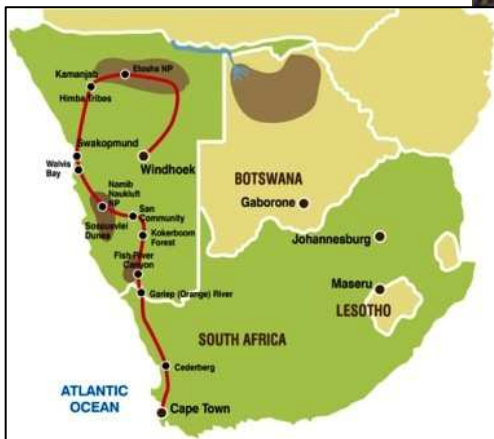 Etosha NP
Kamanjab
Himba Tribes
Swakopmund
Walvis
Bay
Windhoek
Namib
Naukluft
NP
San
Community
Sossusvlei
Dunes
Kokerboom
Forest
Fish River
Canyon
Gariep (Orange) River
BOTSWANA
Gaborone
Johannesburg
Maseru
LESOTHO
SOUTH AFRICA
Cederberg
ATLANTIC
OCEAN
Cape Town